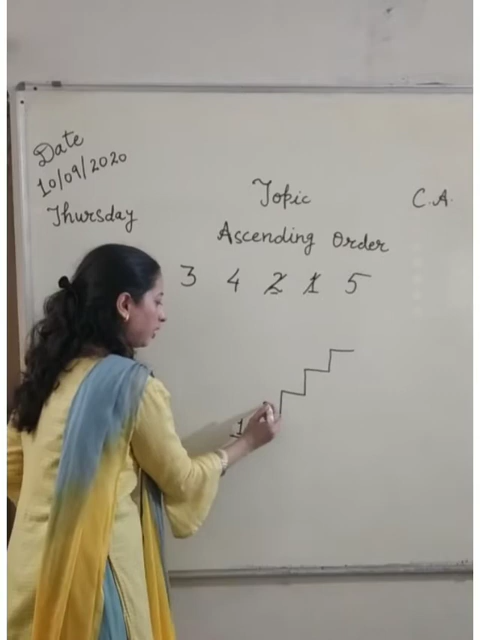 Date
10/09/2020
Thursday
Topic
C.A.
Ascending Order
3 4 2 1 5
1